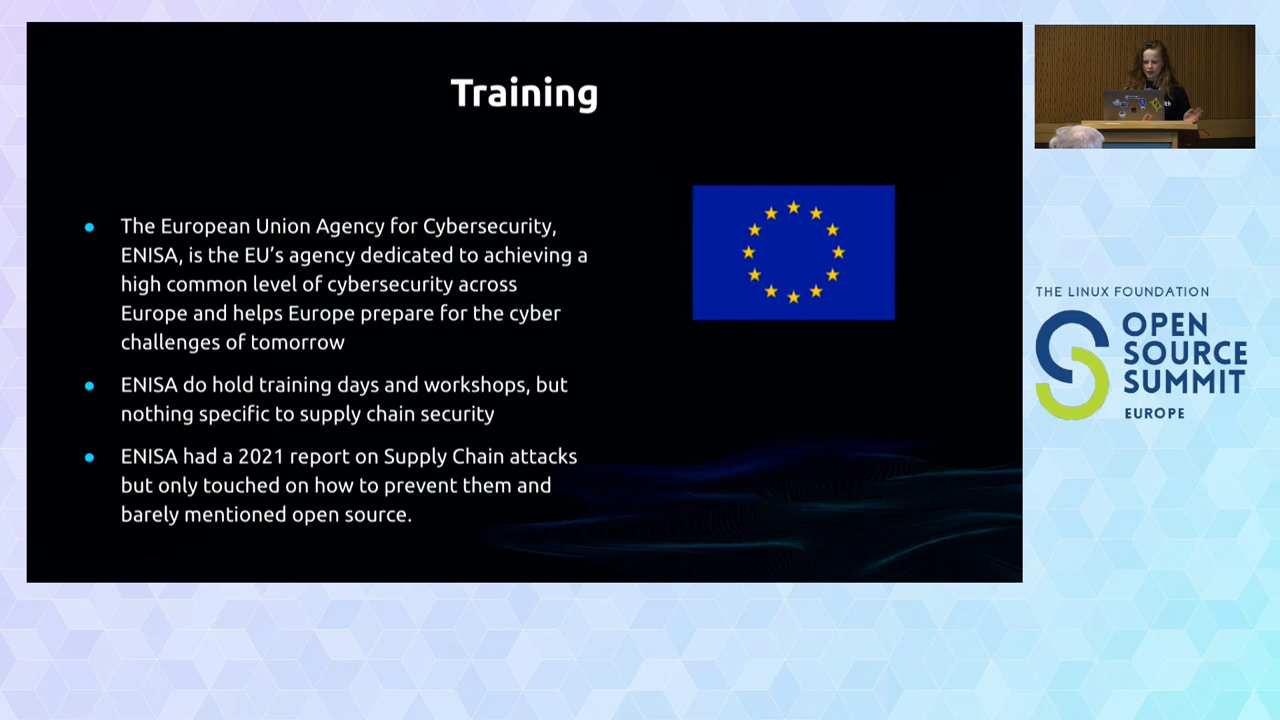 Training
The European Union Agency for Cybersecurity,
ENISA, is the EU’s agency dedicated to achieving a
high common level of cybersecurity across
Europe and helps Europe prepare for the cyber
challenges of tomorrow
ENISA do hold training days and workshops, but
nothing specific to supply chain security
ENISA had a 2021 report on Supply Chain attacks
but only touched on how to prevent them and
barely mentioned open source.
THE LINUX FOUNDATION
OPEN
SOURCE
SUMMIT
EUROPE